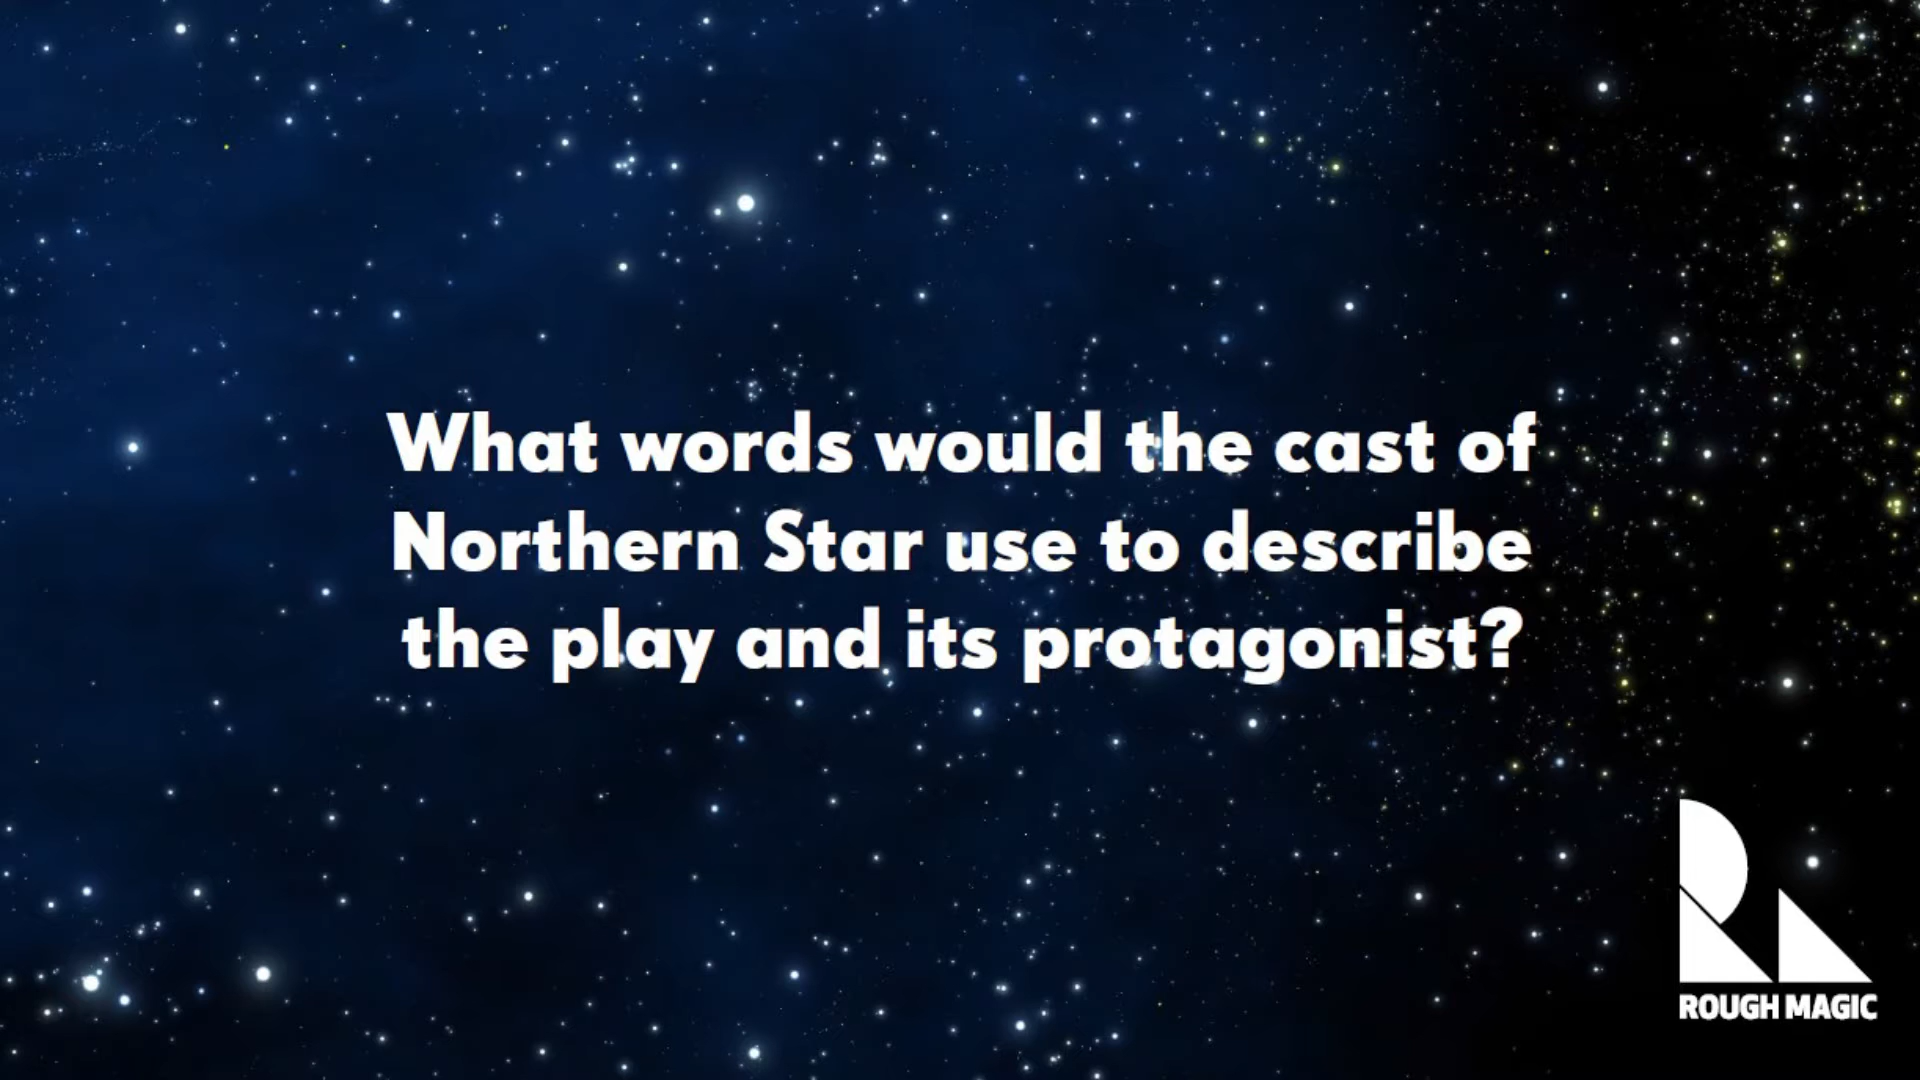 What words would the cast of
Northern Star use to describe
the play and its protagonist?
ROUGH MAGIC